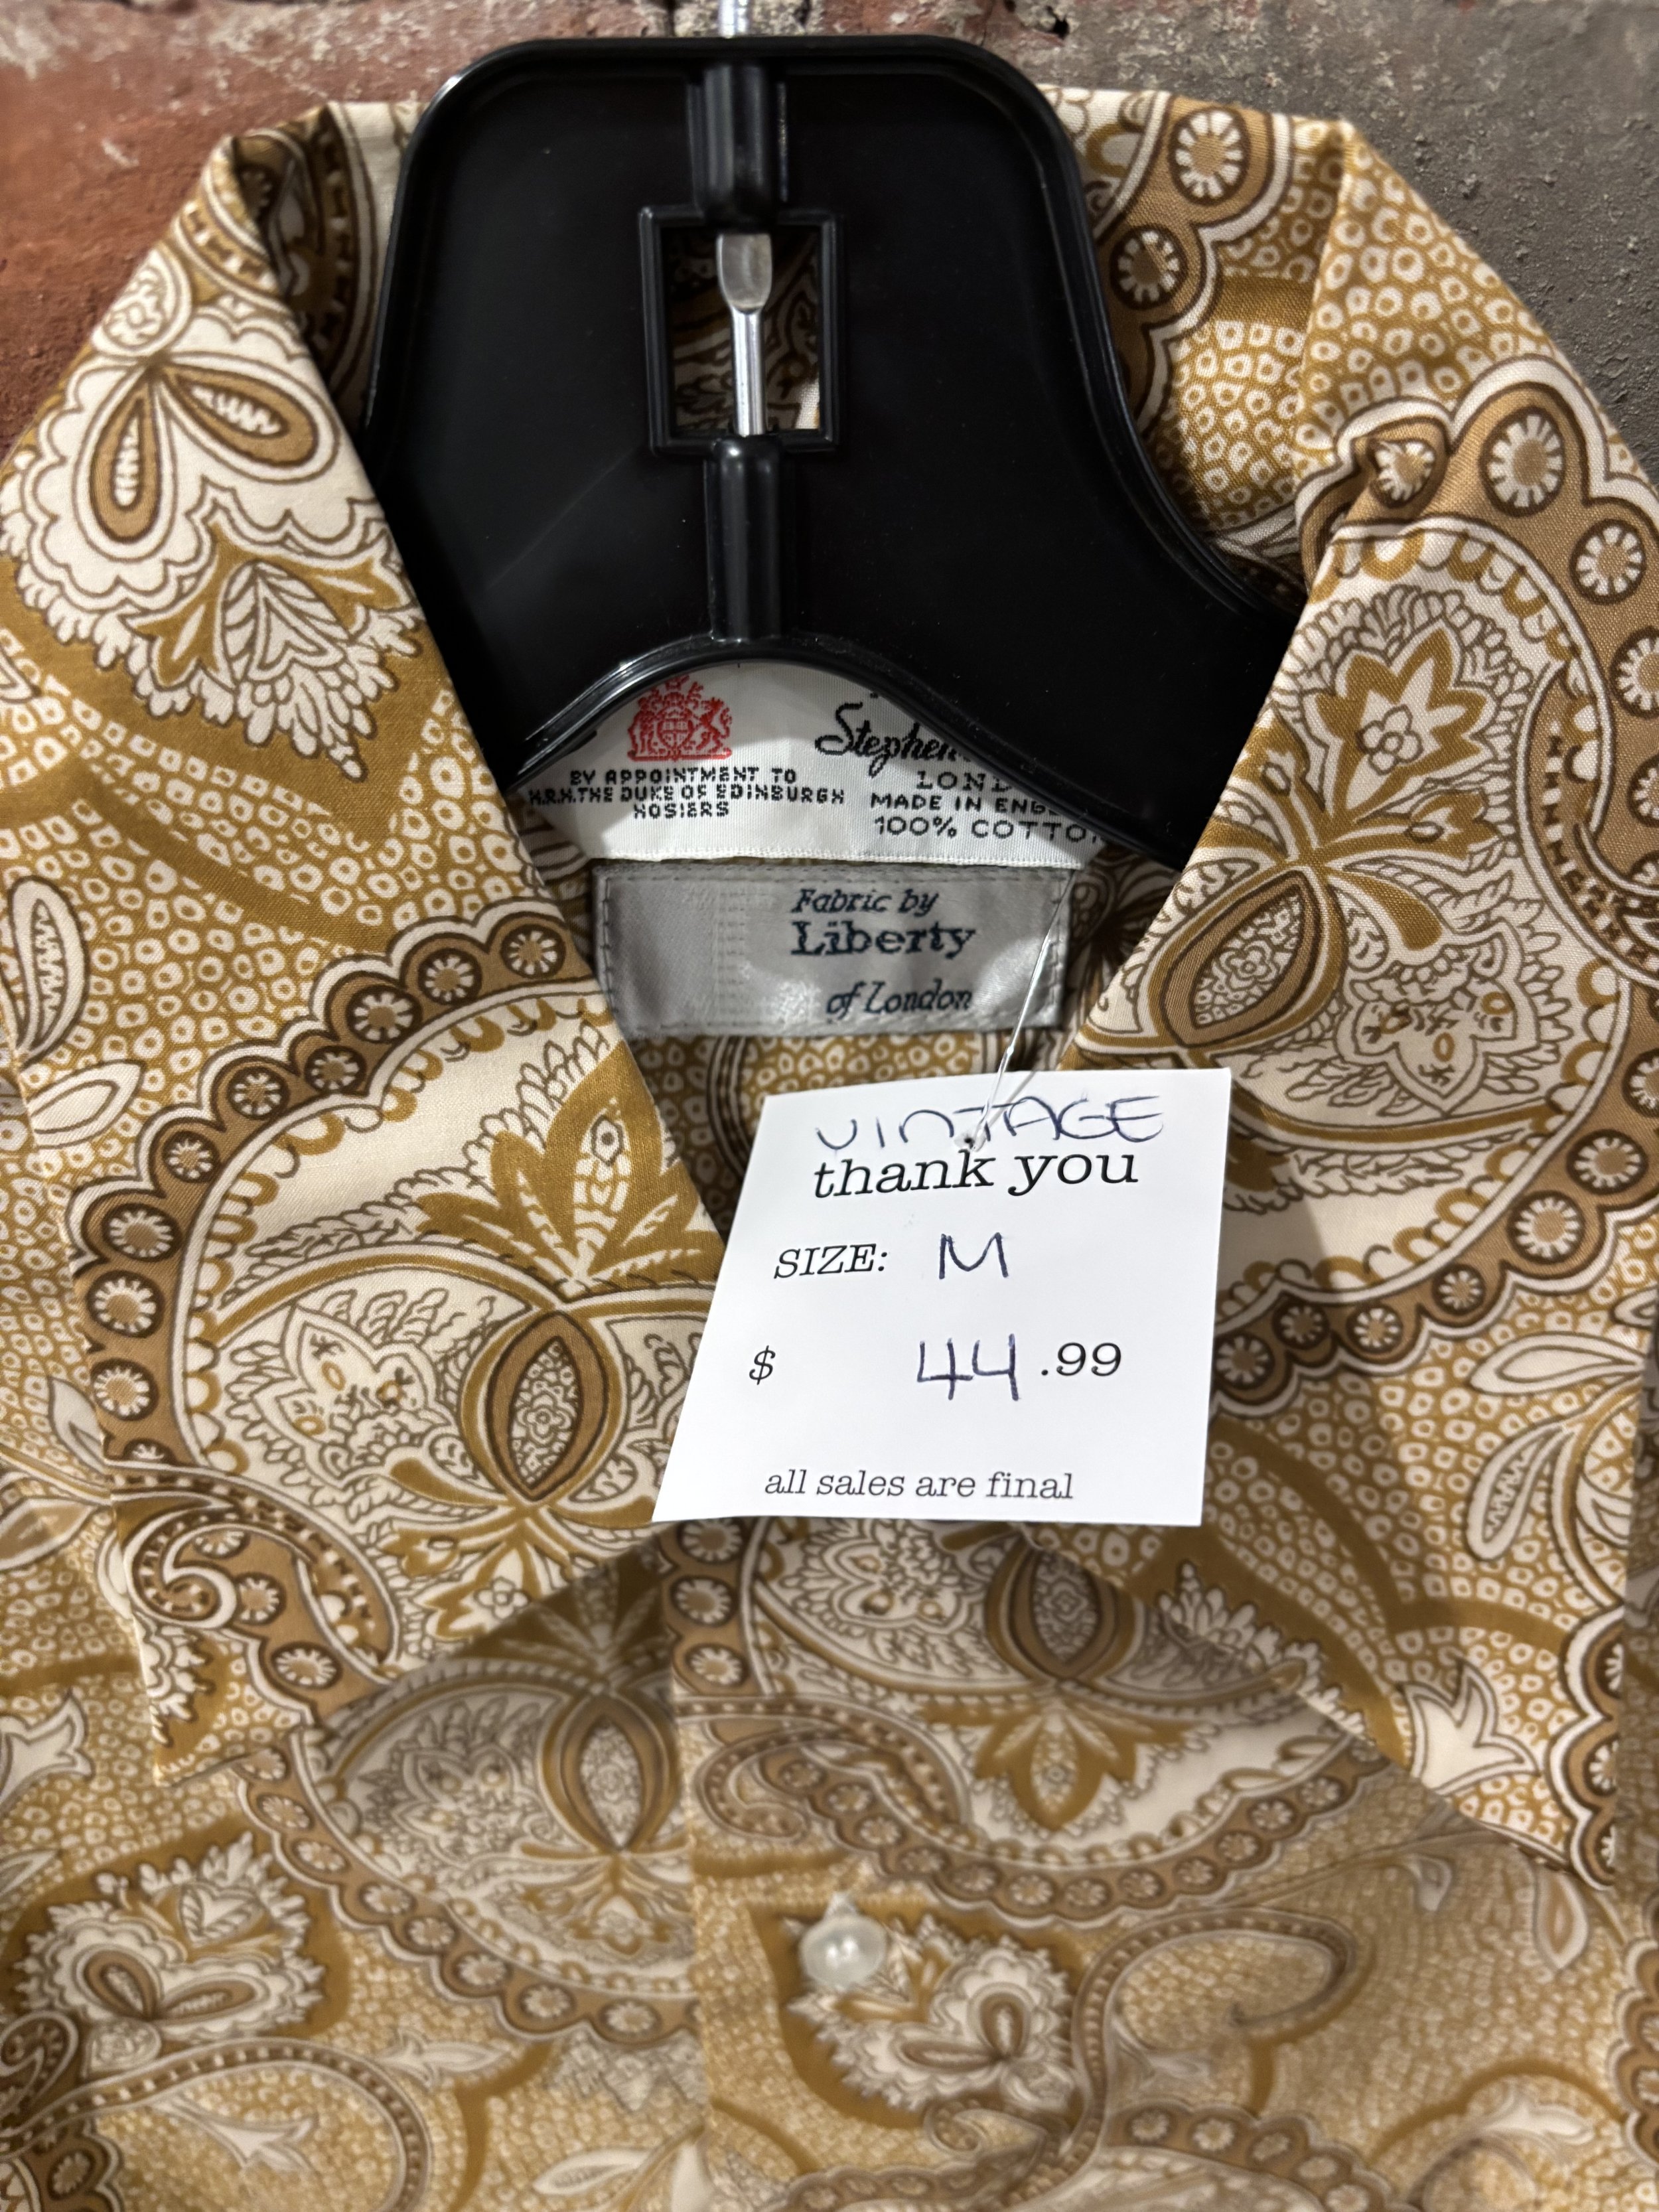 BY APPOINTMENT TO
H.R.H. THE DUKE OF EDINBURGH
HOSIERS
Stephen
LOND
MADE IN ENG
100% COTTO
Fabric by
Liberty
of London
VINTAGE
thank you
SIZE: M
$ 44.99
all sales are final